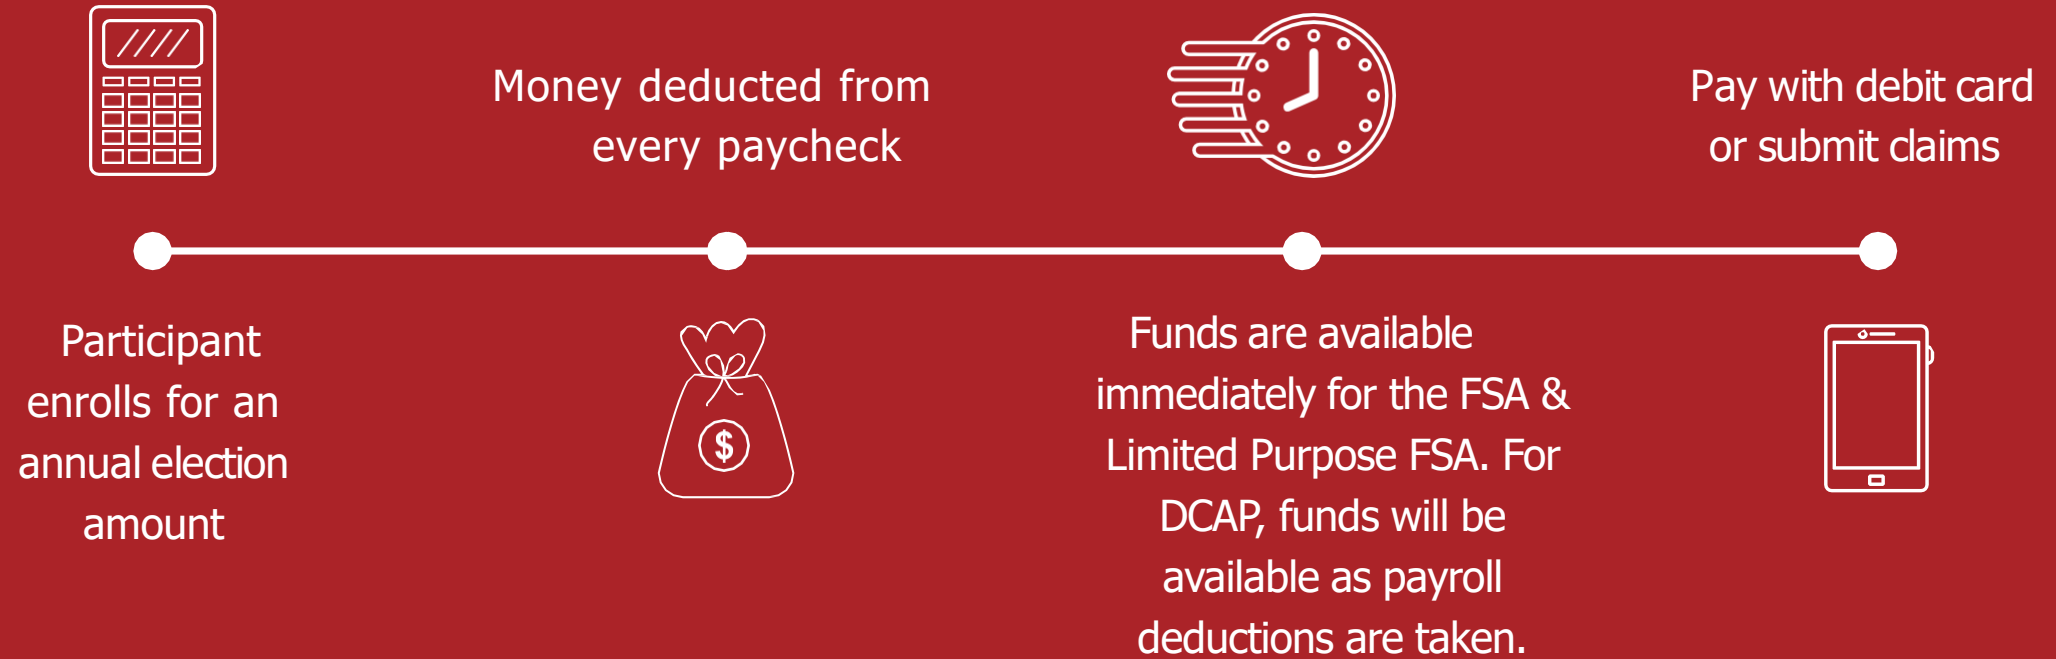 Participant
enrolls for an
annual election
amount
Money deducted from
every paycheck
$
Funds are available
immediately for the FSA &
Limited Purpose FSA. For
DCAP, funds will be
available as payroll
deductions are taken.
Pay with debit card
or submit claims